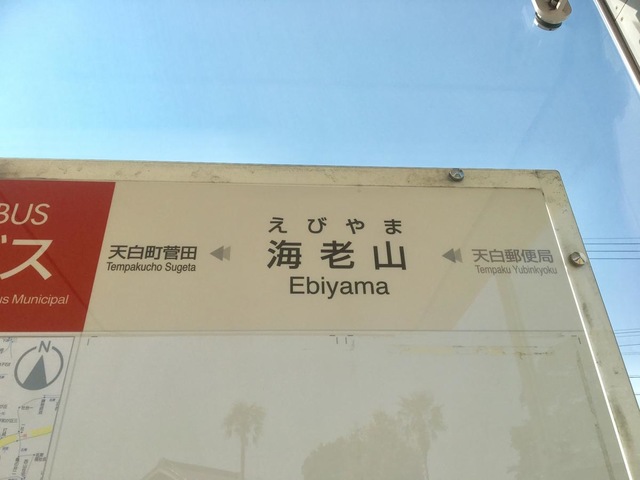 BUS
バス
us Municipal
天白町菅田
Tempakucho Sugeta
えびやま
海老山
Ebiyama
天白郵便局
Tempaku Yubinkyoku
N